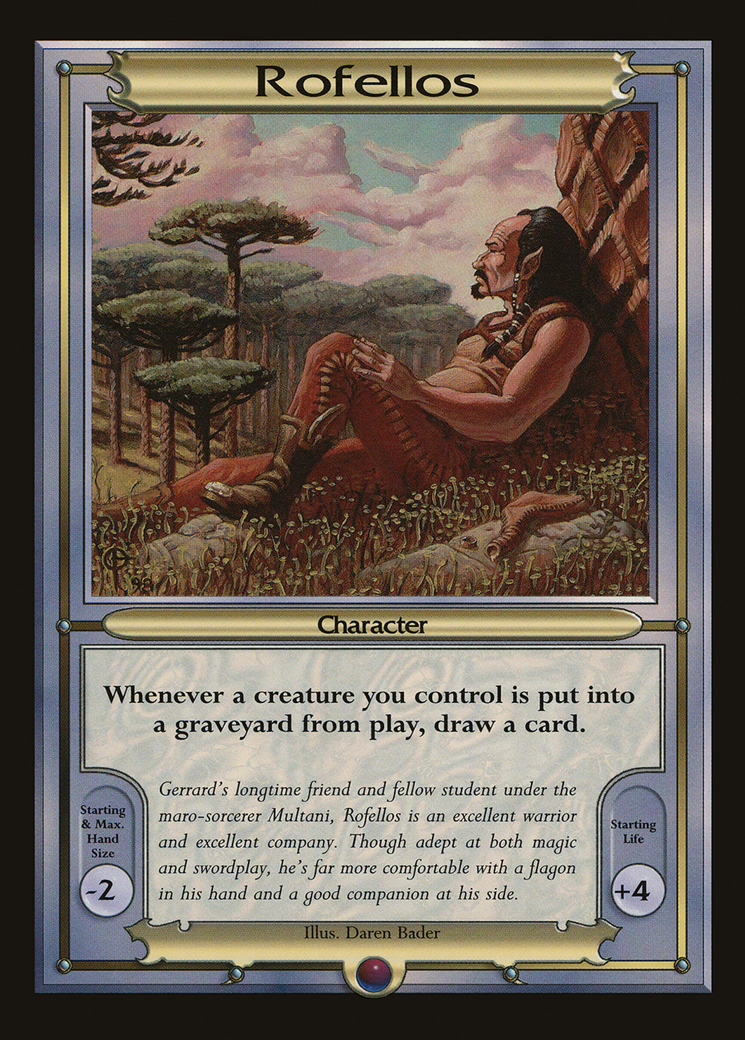 Rofellos
98
Character
Whenever a creature you control is put into
a graveyard from play, draw a card.
Gerrard's longtime friend and fellow student under the
maro-sorcerer Multani, Rofellos is an excellent warrior
and excellent company. Though adept at both magic
and swordplay, he's far more comfortable with a flagon
in his hand and a good companion at his side.
Starting
& Max.
Hand
Size
-2
Starting
Life
+4
Illus. Daren Bader